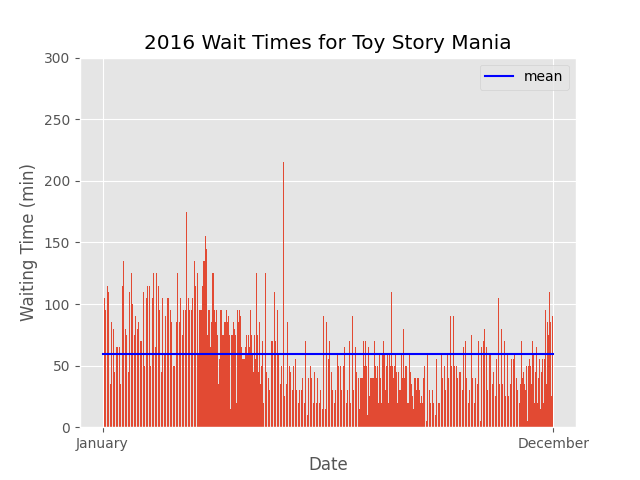 2016 Wait Times for Toy Story Mania
mean
300
250
200
150
100
50
0
Waiting Time (min)
January
December
Date